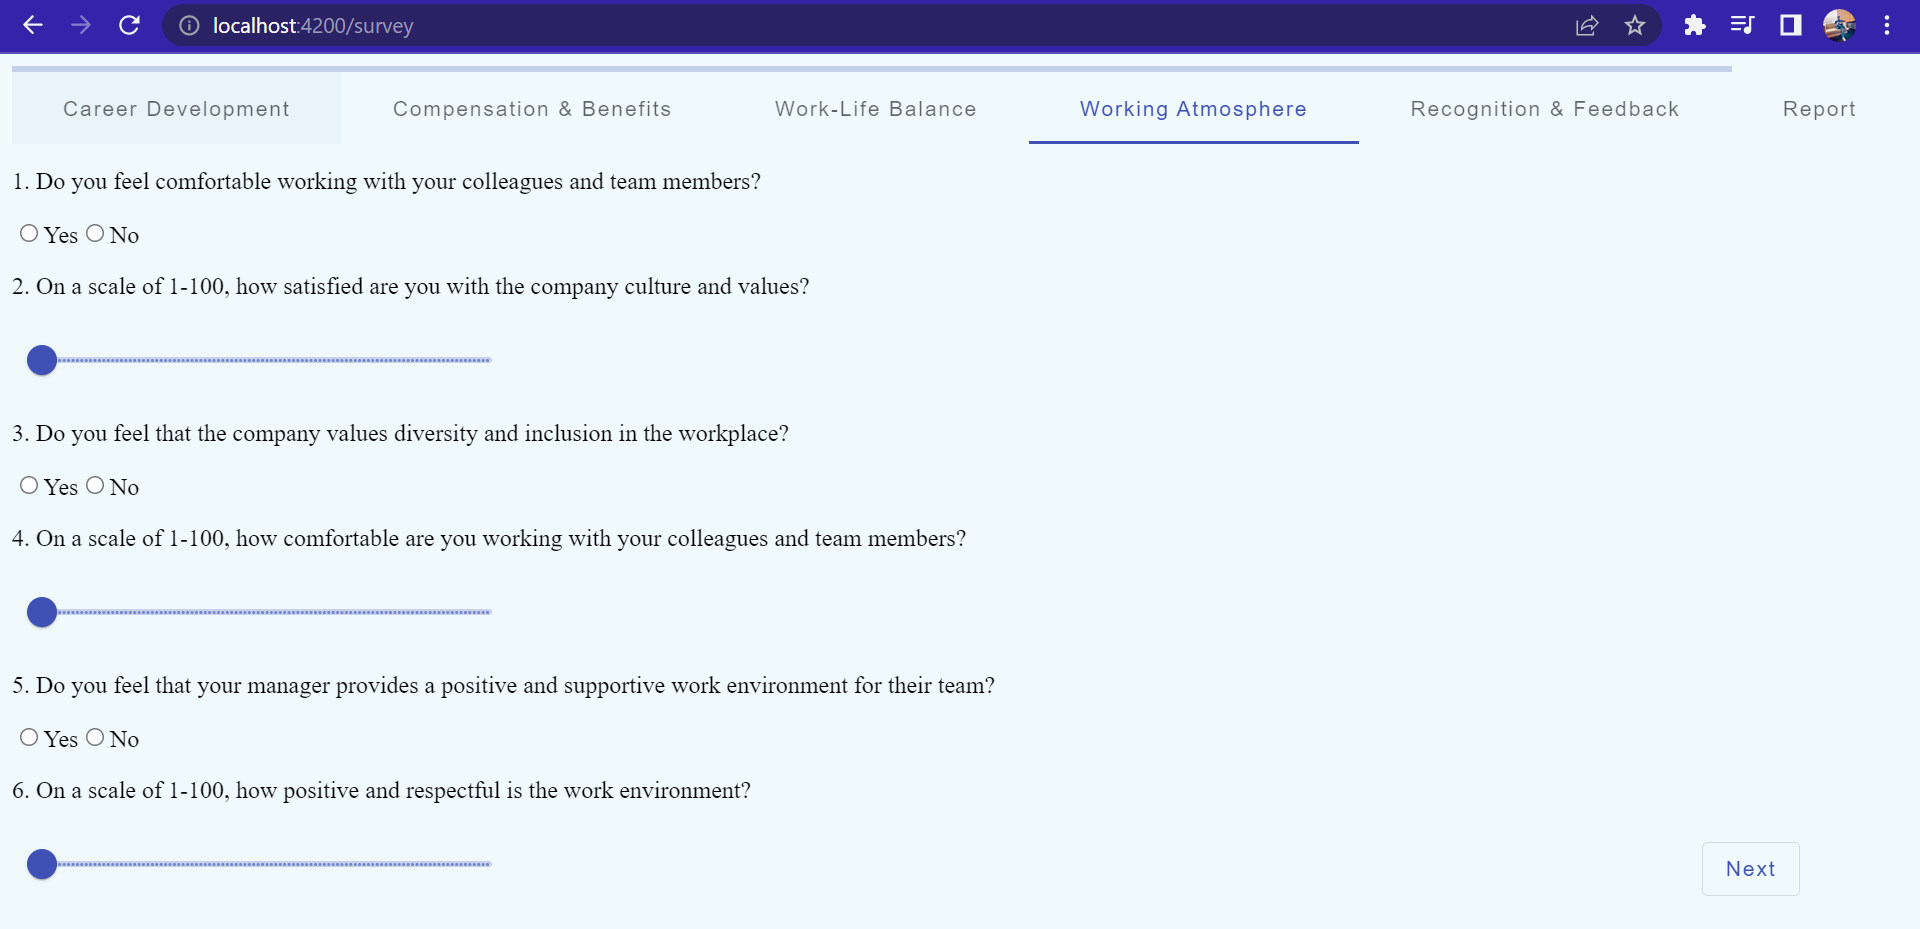 localhost:4200/survey
Career Development Compensation & Benefits Work-Life Balance Working Atmosphere Recognition & Feedback Report
1. Do you feel comfortable working with your colleagues and team members?
Yes No
2. On a scale of 1-100, how satisfied are you with the company culture and values?
3. Do you feel that the company values diversity and inclusion in the workplace?
Yes No
4. On a scale of 1-100, how comfortable are you working with your colleagues and team members?
5. Do you feel that your manager provides a positive and supportive work environment for their team?
Yes No
6. On a scale of 1-100, how positive and respectful is the work environment?
Next